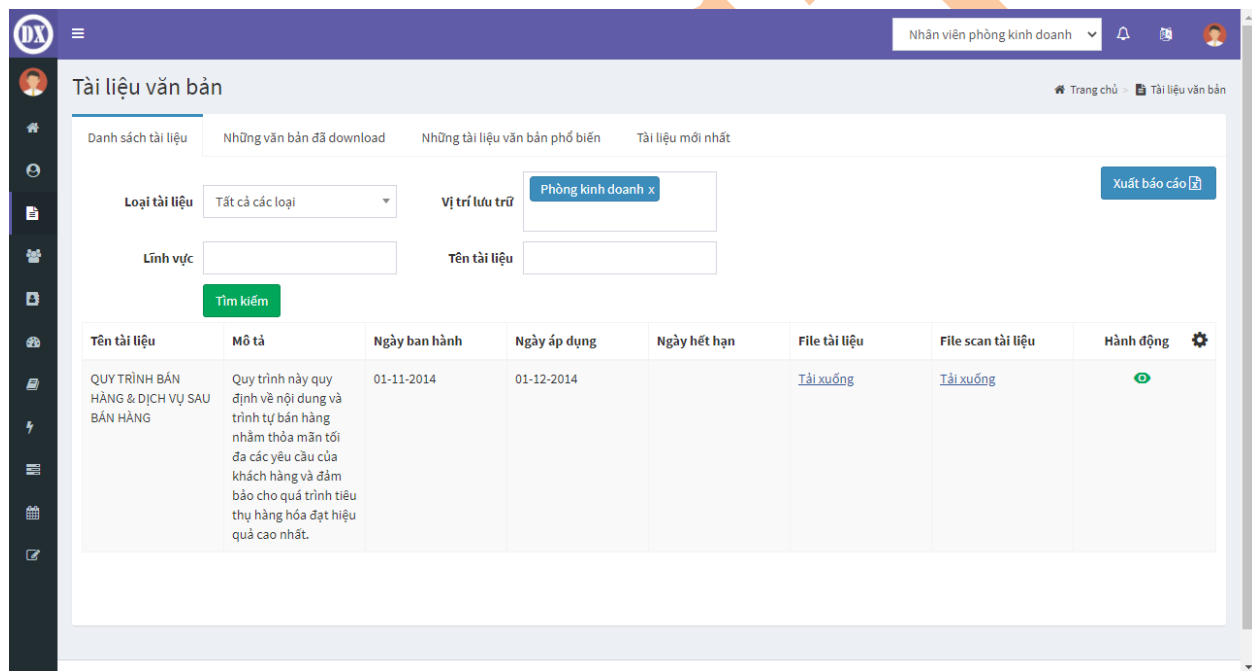 DX
Nhân viên phòng kinh doanh
Tài liệu văn bản
Trang chủ > Tài liệu văn bản
Danh sách tài liệu Những văn bản đã download Những tài liệu văn bản phổ biến Tài liệu mới nhất
Xuất báo cáo
Loại tài liệu Tất cả các loại Vị trí lưu trữ Phòng kinh doanh x
Lĩnh vực Tên tài liệu
Tìm kiếm
Tên tài liệu Mô tả Ngày ban hành Ngày áp dụng Ngày hết hạn File tài liệu File scan tài liệu Hành động
QUY TRÌNH BÁN Quy trình này quy 01-11-2014 01-12-2014 Tải xuống Tải xuống
HÀNG & DỊCH VỤ SAU định về nội dung và
BÁN HÀNG trình tự bán hàng
nhằm thỏa mãn tối
đa các yêu cầu của
khách hàng và đảm
bảo cho quá trình tiêu
thụ hàng hóa đạt hiệu
quả cao nhất.